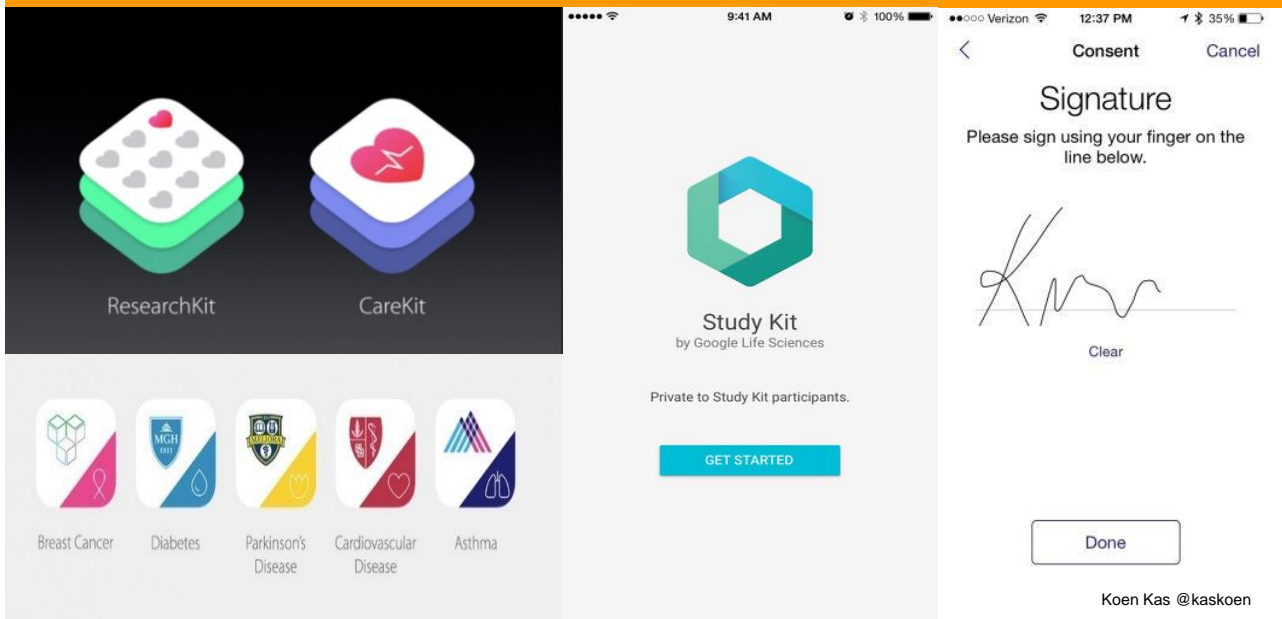 ResearchKit
CareKit
MGH
1811
MELIORA
Breast Cancer
Diabetes
Parkinson's
Disease
Cardiovascular
Disease
Asthma
9:41 AM
100%
Study Kit
by Google Life Sciences
Private to Study Kit participants.
GET STARTED
Verizon
12:37 PM
35%
Consent
Cancel
Signature
Please sign using your finger on the
line below.
Clear
Done
Koen Kas @kaskoen